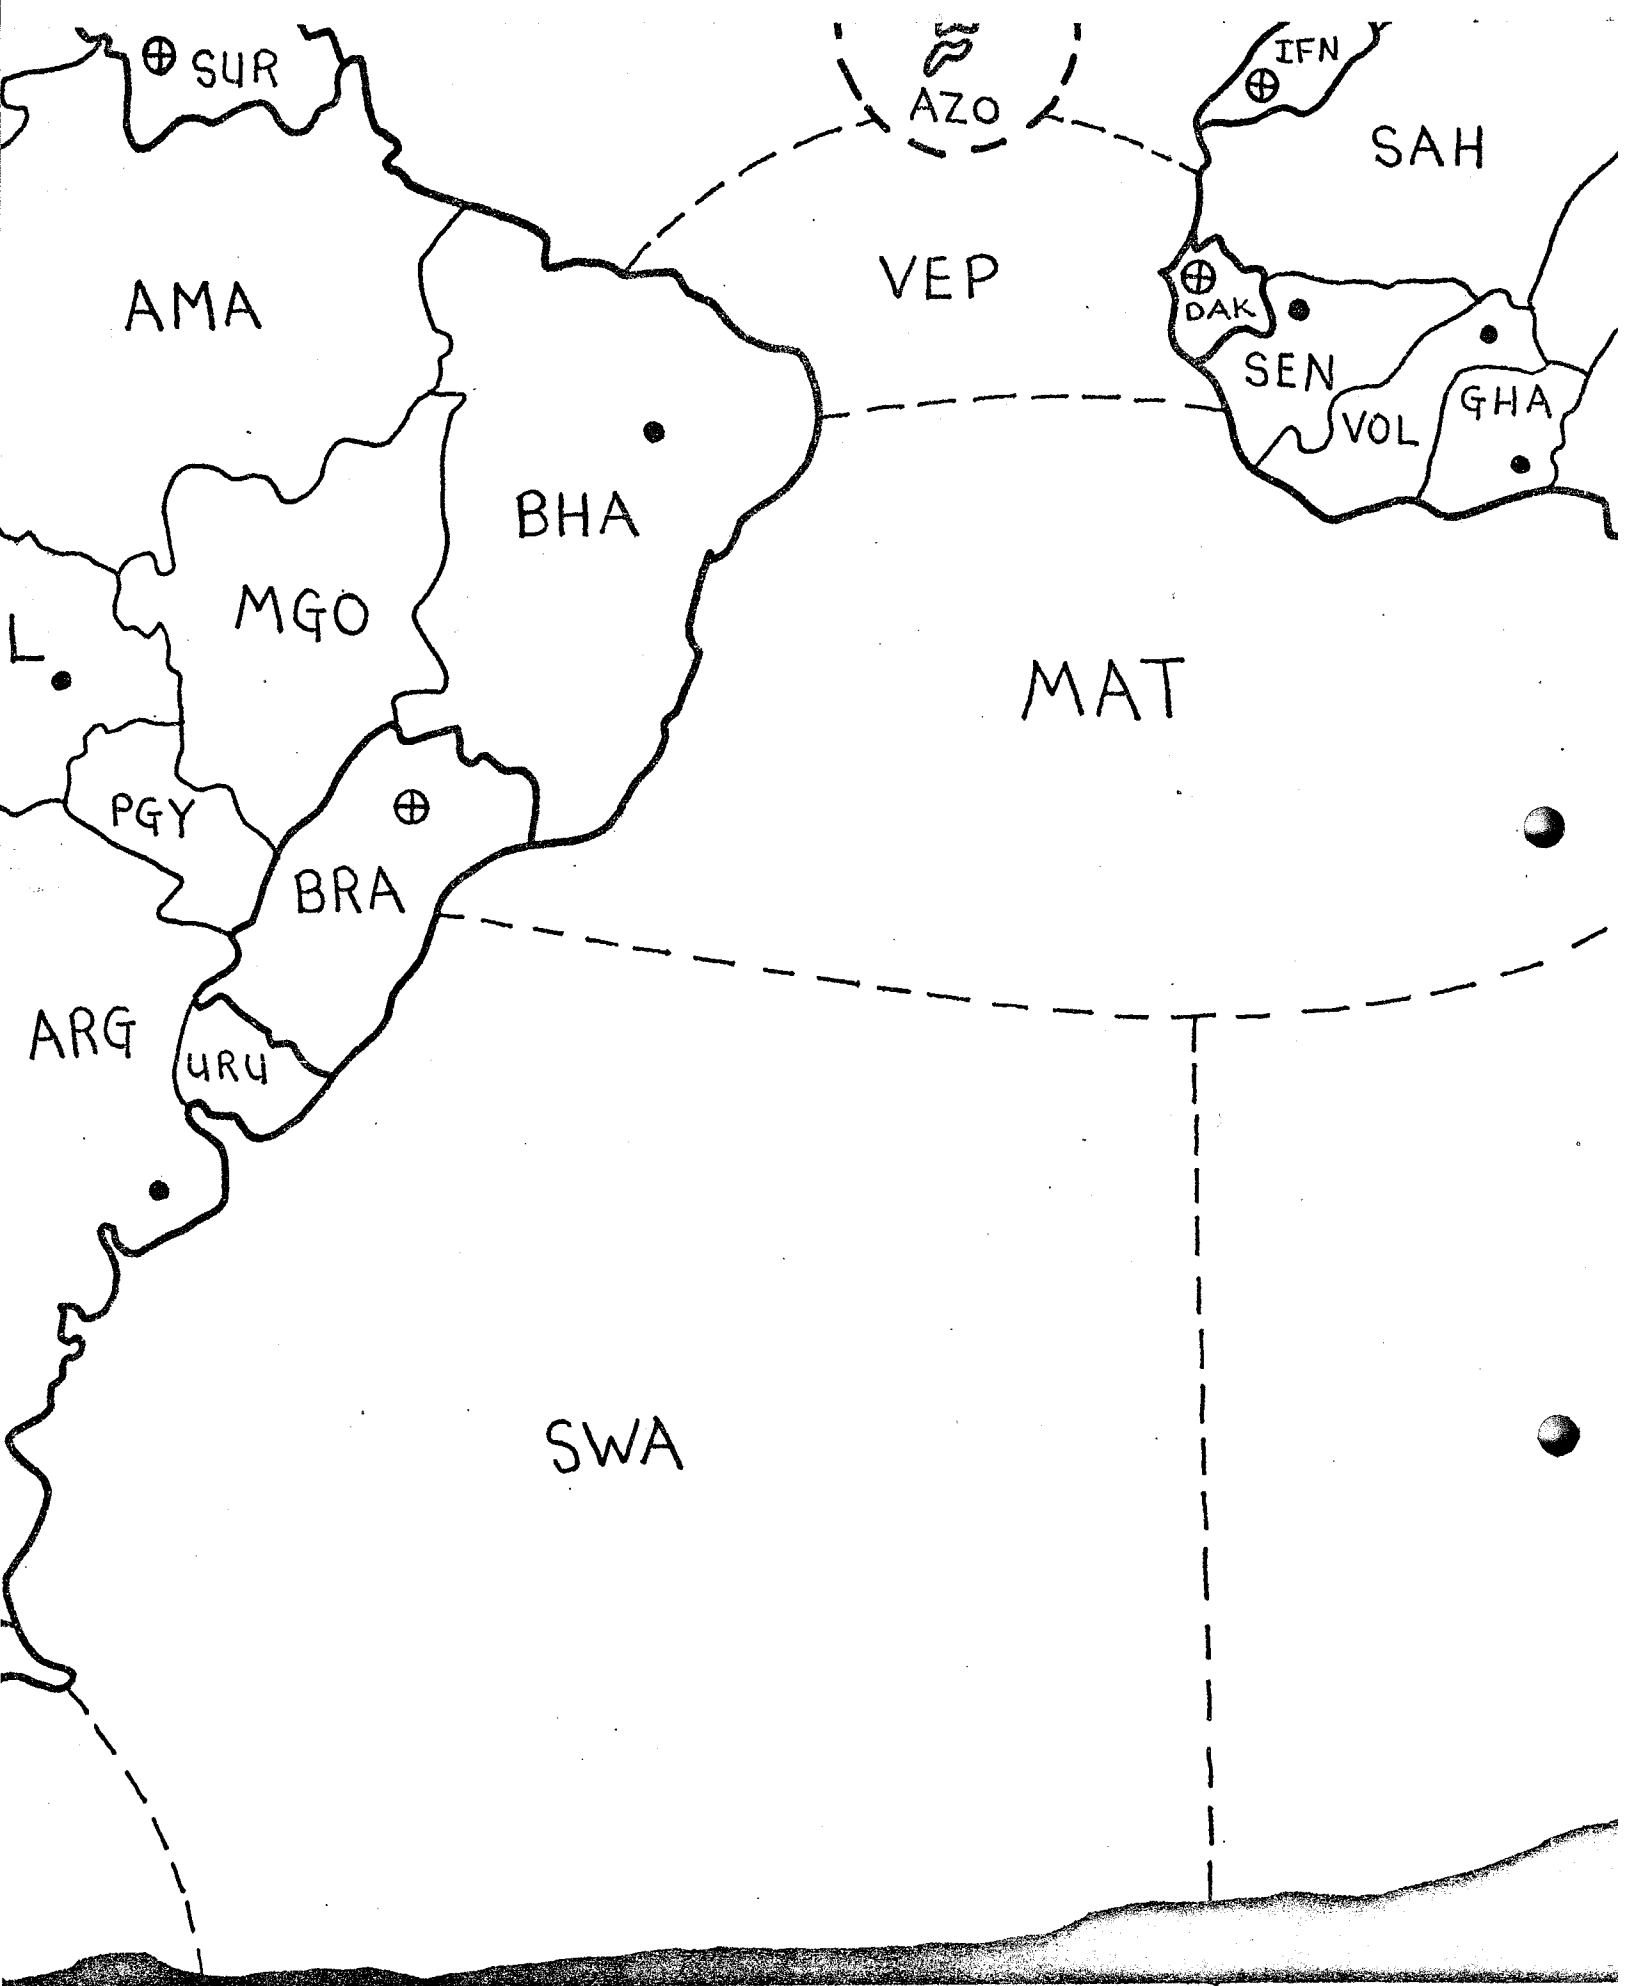 SUR
IFN
AZO
SAH
VEP
AMA
DAK
SEN
GHA
VOL
BHA
MGO
L
MAT
PGY
BRA
ARG
URU
SWA